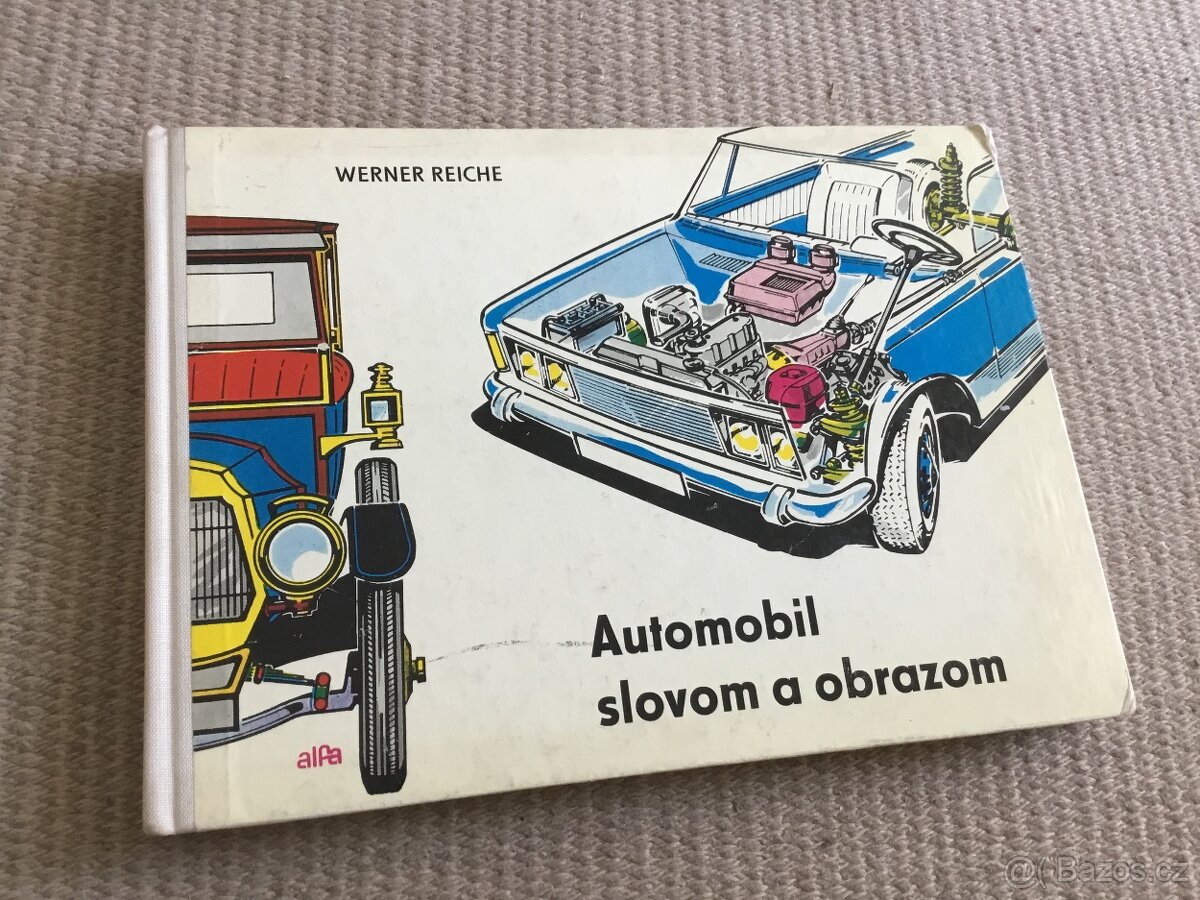 WERNER REICHE
Automobil
slovom a obrazom
alfa
@( Bazos.cz